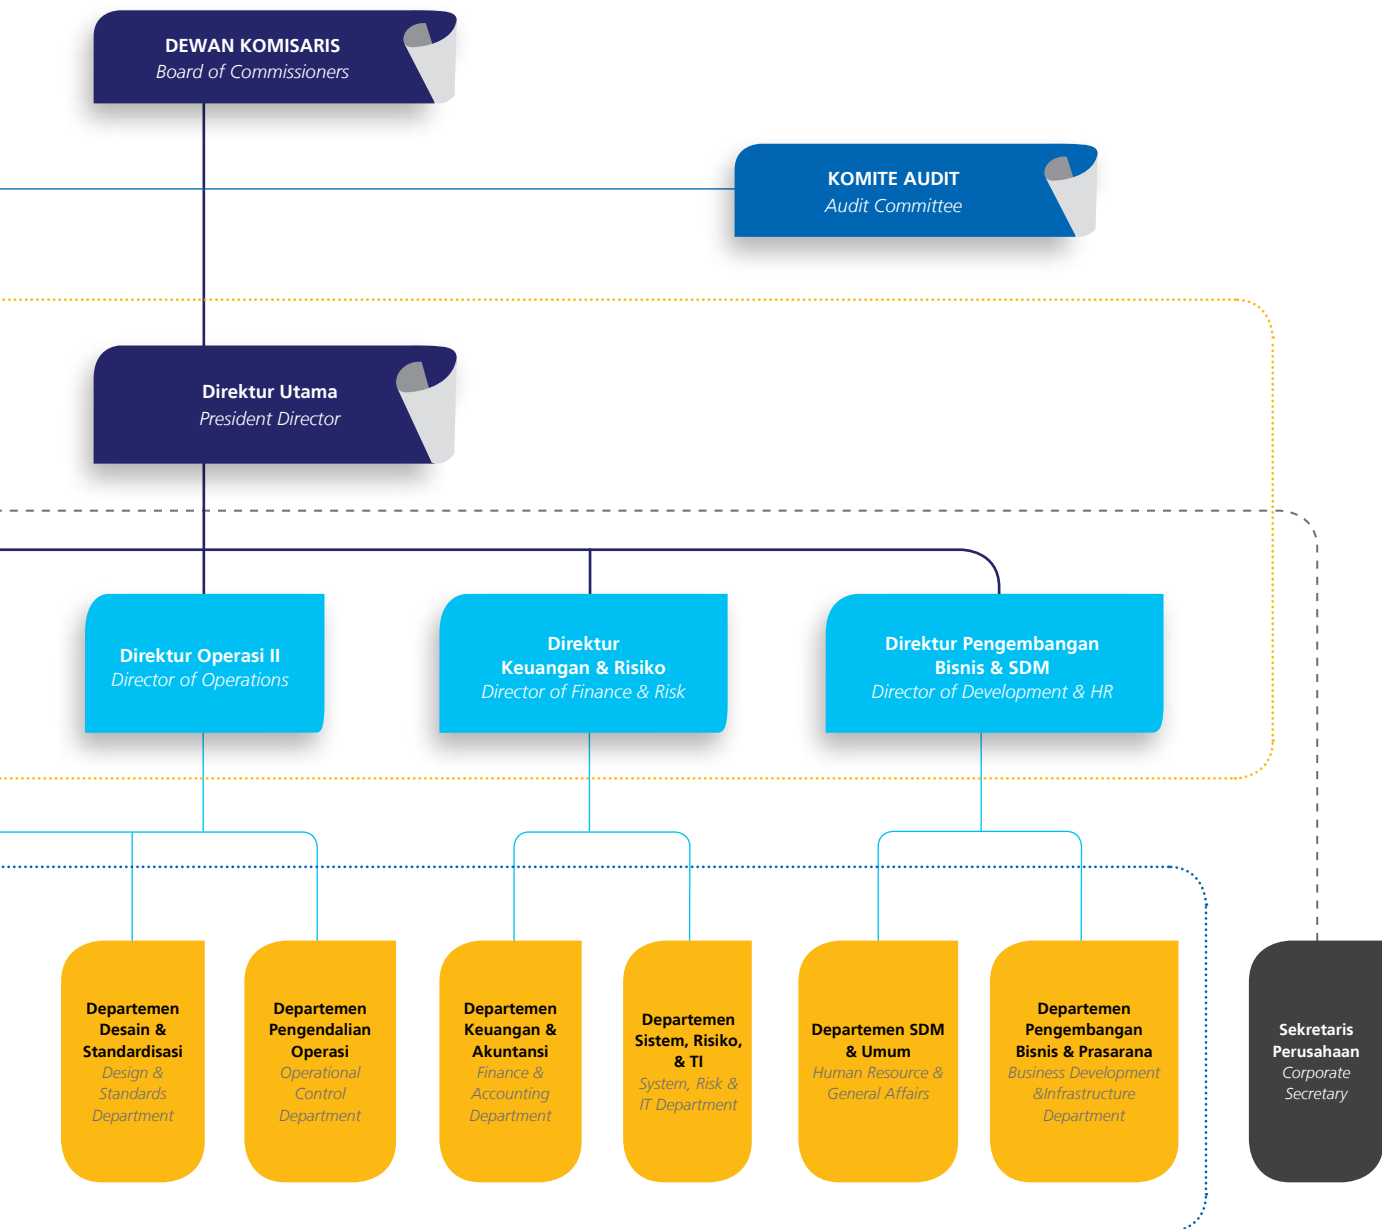 DEWAN KOMISARIS
Board of Commissioners
KOMITE AUDIT
Audit Committee
Direktur Utama
President Director
Direktur Operasi II
Director of Operations
Direktur
Keuangan & Risiko
Director of Finance & Risk
Direktur Pengembangan
Bisnis & SDM
Director of Development & HR
Departemen
Desain &
Standardisasi
Design &
Standards
Department
Departemen
Pengendalian
Operasi
Operational
Control
Department
Departemen
Keuangan &
Akuntansi
Finance &
Accounting
Department
Departemen
Sistem, Risiko,
& TI
System, Risk &
IT Department
Departemen SDM
& Umum
Human Resource &
General Affairs
Departemen
Pengembangan
Bisnis & Prasarana
Business Development
&Infrastructure
Department
Sekretaris
Perusahaan
Corporate
Secretary